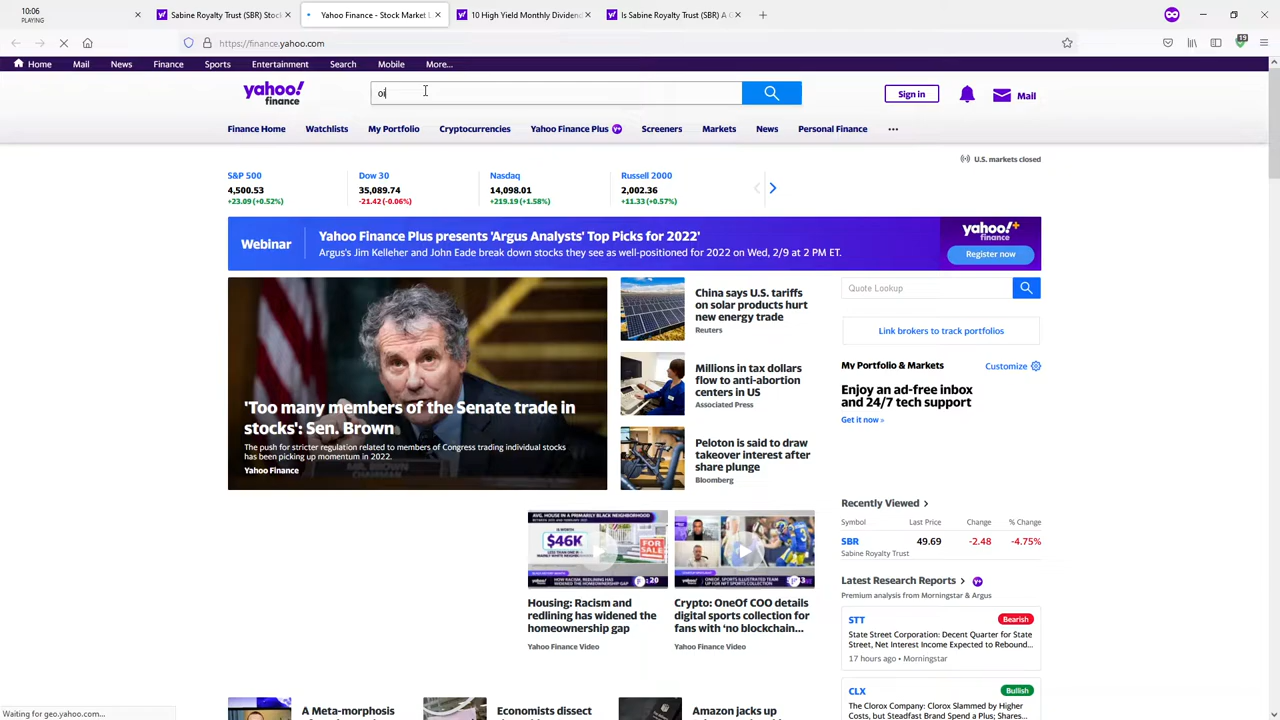 10:06
PLAYING
Sabine Royalty Trust (SBR) Stoc
Yahoo Finance - Stock Market L
10 High Yield Monthly Dividend
Is Sabine Royalty Trust (SBR) A G
19
https://finance.yahoo.com
Home Mail News Finance Sports Entertainment Search Mobile More...
yahoo!
finance
oi
Sign in
Mail
Finance Home Watchlists My Portfolio Cryptocurrencies Yahoo Finance Plus Y+ Screeners Markets News Personal Finance ...
U.S. markets closed
S&P 500 Dow 30 Nasdaq Russell 2000
4,500.53 35,089.74 14,098.01 2,002.36
+23.09 (+0.52%) -21.42 (-0.06%) +219.19 (+1.58%) +11.33 (+0.57%)
Webinar
Yahoo Finance Plus presents 'Argus Analysts' Top Picks for 2022'
Argus's Jim Kelleher and John Eade break down stocks they see as well-positioned for 2022 on Wed, 2/9 at 2 PM ET.
yahoo!+
finance
Register now
'Too many members of the Senate trade in
stocks': Sen. Brown
The push for stricter regulation related to members of Congress trading individual stocks
has been picking up momentum in 2022.
Yahoo Finance
China says U.S. tariffs
on solar products hurt
new energy trade
Reuters
Millions in tax dollars
flow to anti-abortion
centers in US
Associated Press
Peloton is said to draw
takeover interest after
share plunge
Bloomberg
Quote Lookup
Link brokers to track portfolios
My Portfolio & Markets
Customize
Enjoy an ad-free inbox
and 24/7 tech support
Get it now »
Recently Viewed
Symbol Last Price Change % Change
SBR 49.69 -2.48 -4.75%
Sabine Royalty Trust
Latest Research Reports
Premium analysis from Morningstar & Argus
STT
Bearish
State Street Corporation: Decent Quarter for State
Street, Net Interest Income Expected to Rebound...
17 hours ago • Morningstar
CLX
Bullish
The Clorox Company: Clorox Slammed by Higher
Costs, but Steadfast Brand Spend a Plus; Shares...
AVG. HOUSE IN A PRIMARILY BLACK NEIGHBORHOOD
$46K
FOR SALE
Housing: Racism and
redlining has widened the
homeownership gap
Yahoo Finance Video
Crypto: OneOf COO details
digital sports collection for
fans with 'no blockchain...
Yahoo Finance Video
A meta-morphosis
Economists dissect
Amazon jacks up
Waiting for geo.yahoo.com...